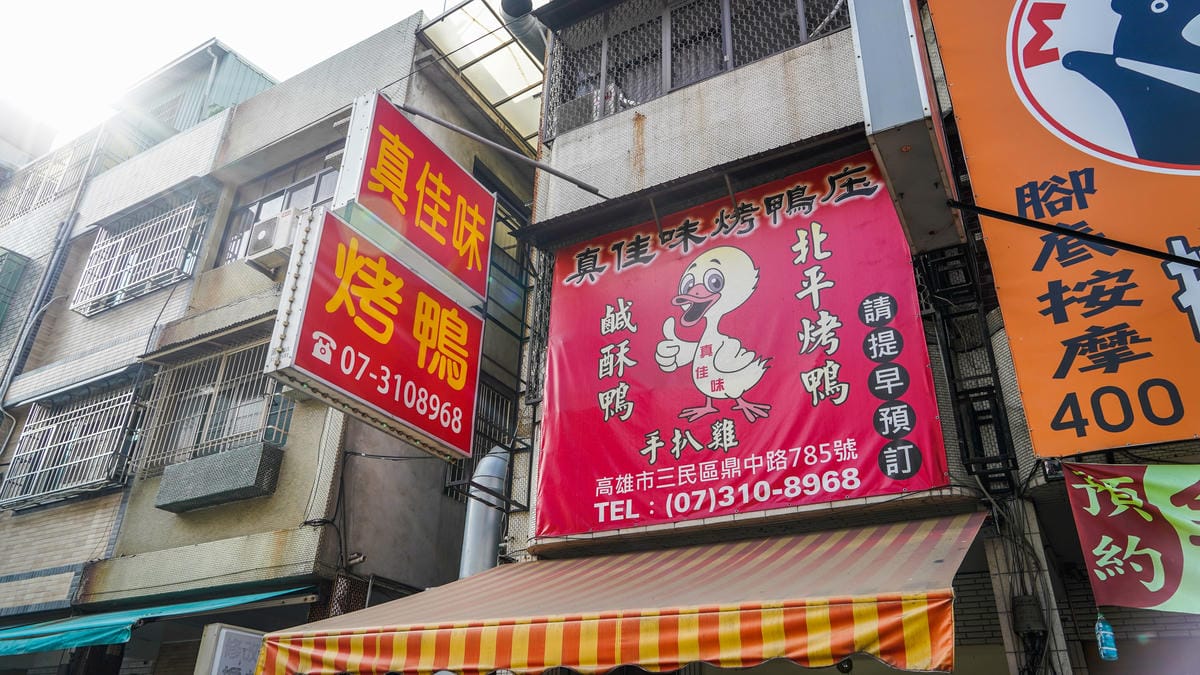 真佳味
烤鴨
☎07-3108968
真佳味烤鴨庄
鹹酥鴨
真佳味
北平烤鴨
請提早預訂
手扒雞
高雄市三民區鼎中路785號
TEL：(07)310-8968
腳底按摩
400
預約